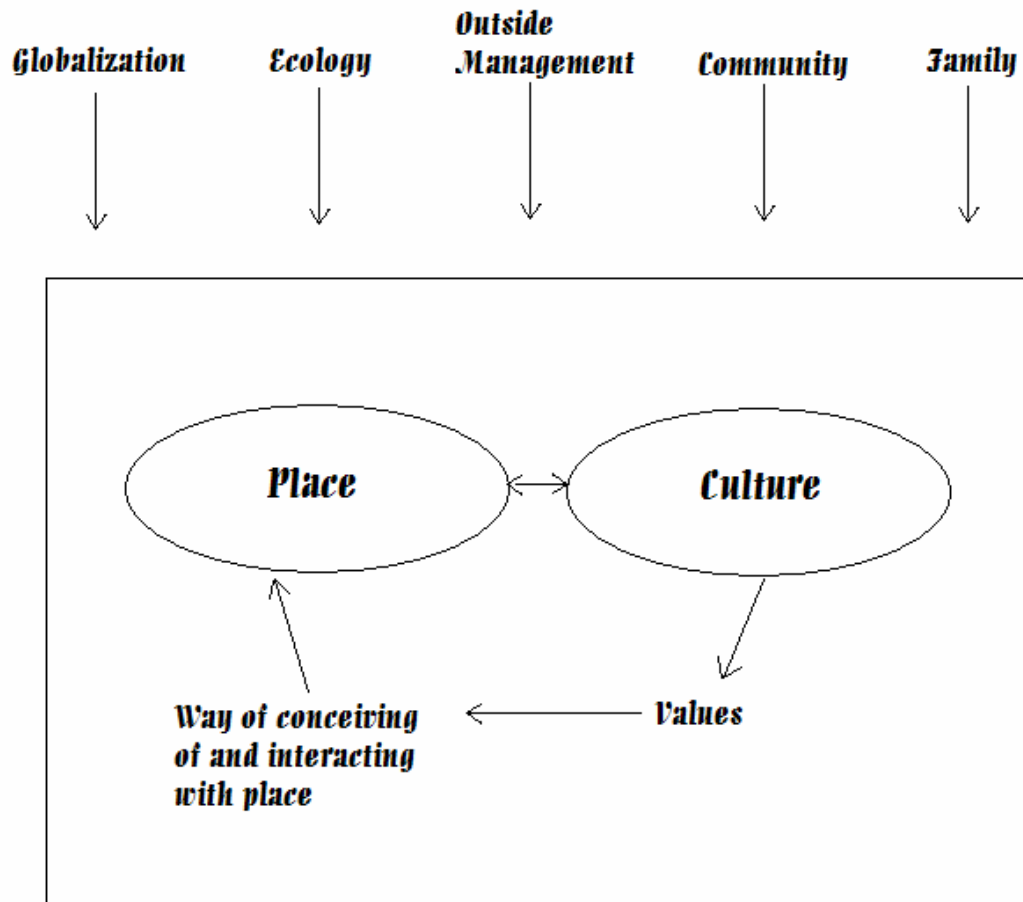 Globalization
Ecology
Outside
Management
Community
Family
Place
Culture
Way of conceiving
of and interacting
with place
Values